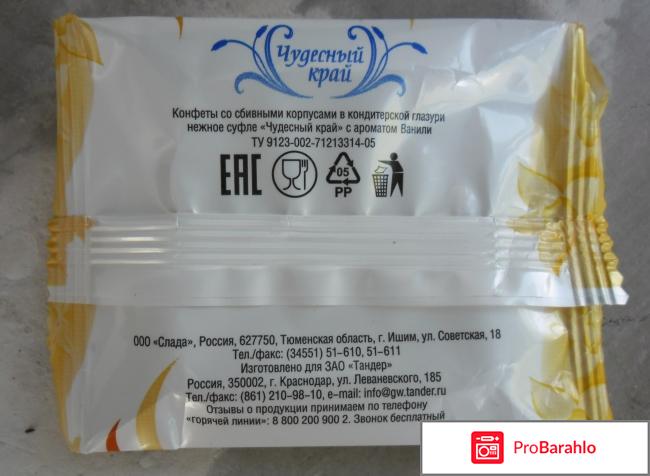 Чудесный
край
Конфеты со сбивными корпусами в кондитерской глазури
нежное суфле «Чудесный край» с ароматом Ванили
ТУ 9123-002-71213314-05
ЕАС
05
PP
ООО «Слада», Россия, 627750, Тюменская область, г. Ишим, ул. Советская, 18
Тел./факс: (34551) 51-610, 51-611
Изготовлено для ЗАО «Тандер»
Россия, 350002, г. Краснодар, ул. Леваневского, 185
Тел./факс: (861) 210-98-10, e-mail: info@gw.tander.ru
Отзывы о продукции принимаем по телефону
«горячей линии»: 8 800 200 900 2. Звонок бесплатный
ProBarahlo